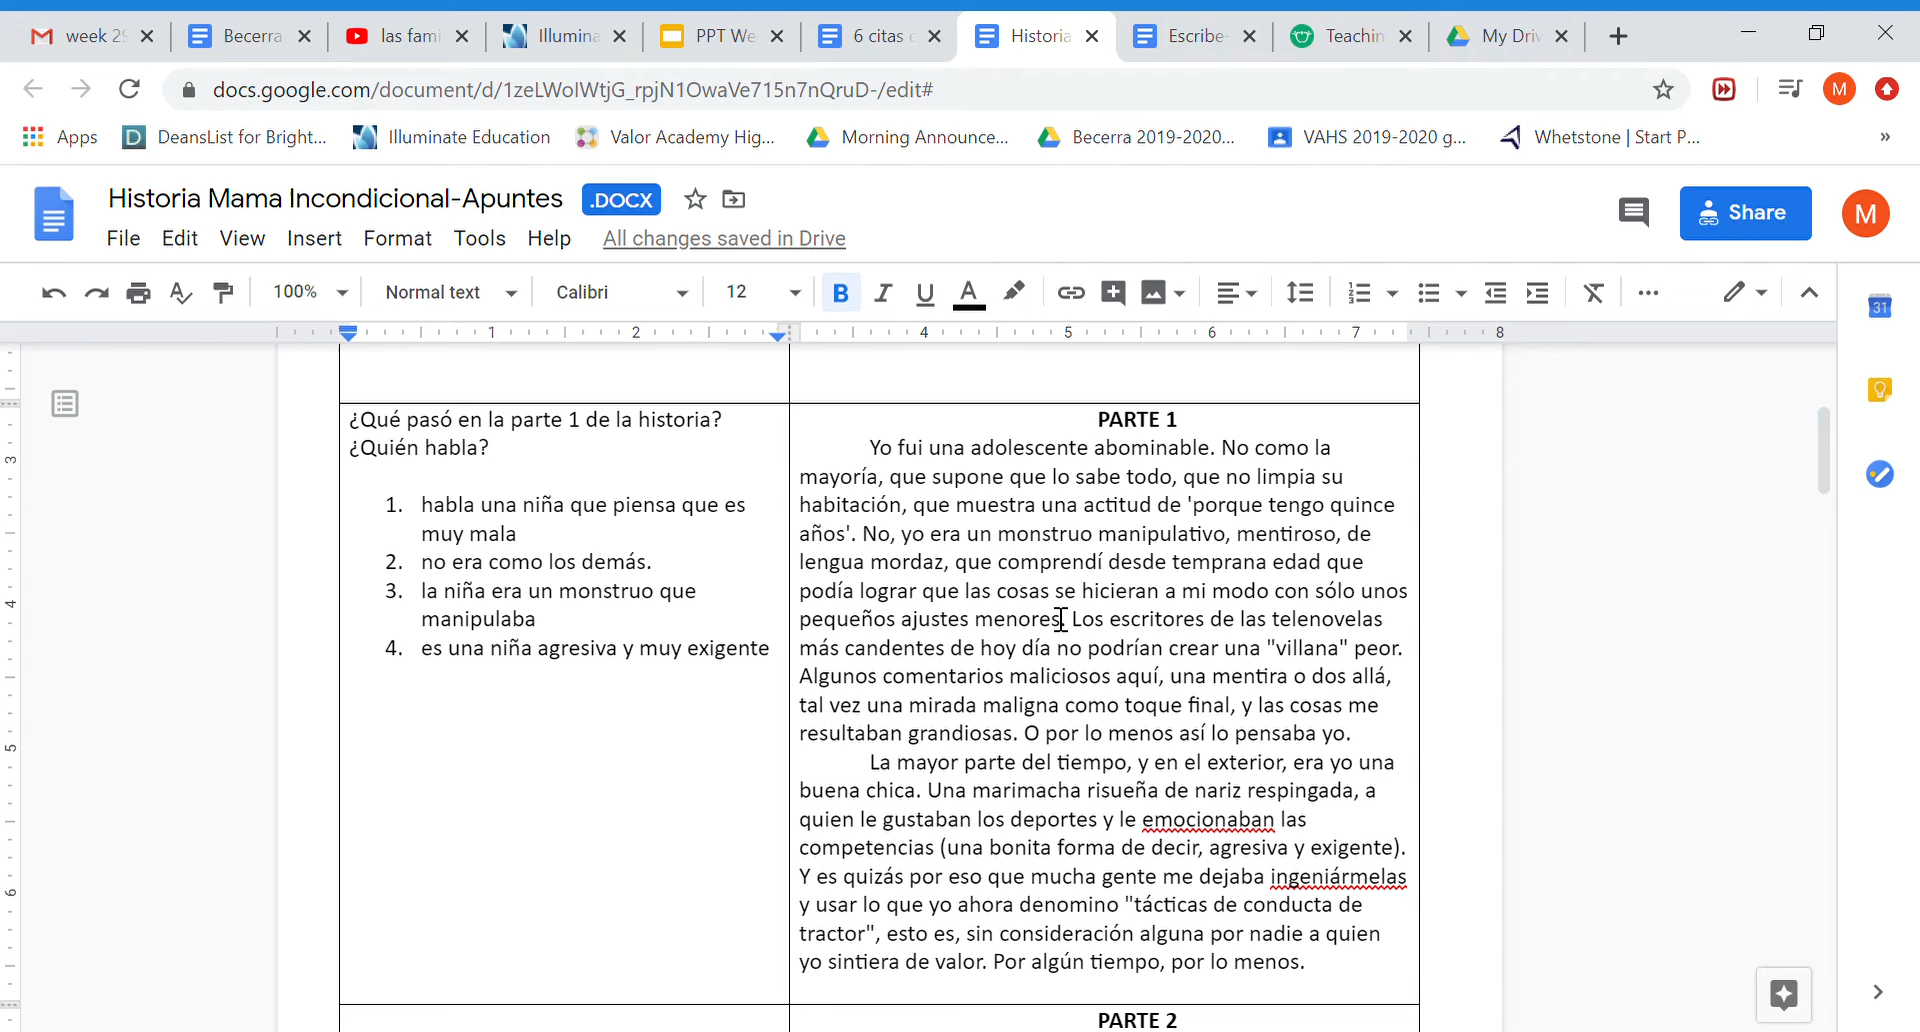 week 29
Becerra
las fami
Illumina
PPT We
6 citas
Historia
Escribe-
Teachin
My Driv
docs.google.com/document/d/1zeLWoIWtjG_rpjN1OwaVe715n7nQruD-/edit#
M
Apps
DeansList for Bright...
Illuminate Education
Valor Academy Hig...
Morning Announce...
Becerra 2019-2020...
VAHS 2019-2020 g...
Whetstone | Start P...
»
Historia Mama Incondicional-Apuntes .DOCX
Share
M
File Edit View Insert Format Tools Help All changes saved in Drive
100% Normal text Calibri 12 B I U A
31
1 2 4 5 6 7 8
3
4
5
6
¿Qué pasó en la parte 1 de la historia?
¿Quién habla?
1. habla una niña que piensa que es
muy mala
2. no era como los demás.
3. la niña era un monstruo que
manipulaba
4. es una niña agresiva y muy exigente
PARTE 1
Yo fui una adolescente abominable. No como la
mayoría, que supone que lo sabe todo, que no limpia su
habitación, que muestra una actitud de 'porque tengo quince
años'. No, yo era un monstruo manipulativo, mentiroso, de
lengua mordaz, que comprendí desde temprana edad que
podía lograr que las cosas se hicieran a mi modo con sólo unos
pequeños ajustes menores. Los escritores de las telenovelas
más candentes de hoy día no podrían crear una "villana" peor.
Algunos comentarios maliciosos aquí, una mentira o dos allá,
tal vez una mirada maligna como toque final, y las cosas me
resultaban grandiosas. O por lo menos así lo pensaba yo.
La mayor parte del tiempo, y en el exterior, era yo una
buena chica. Una marimacha risueña de nariz respingada, a
quien le gustaban los deportes y le emocionaban las
competencias (una bonita forma de decir, agresiva y exigente).
Y es quizás por eso que mucha gente me dejaba ingeniármelas
y usar lo que yo ahora denomino "tácticas de conducta de
tractor", esto es, sin consideración alguna por nadie a quien
yo sintiera de valor. Por algún tiempo, por lo menos.
PARTE 2